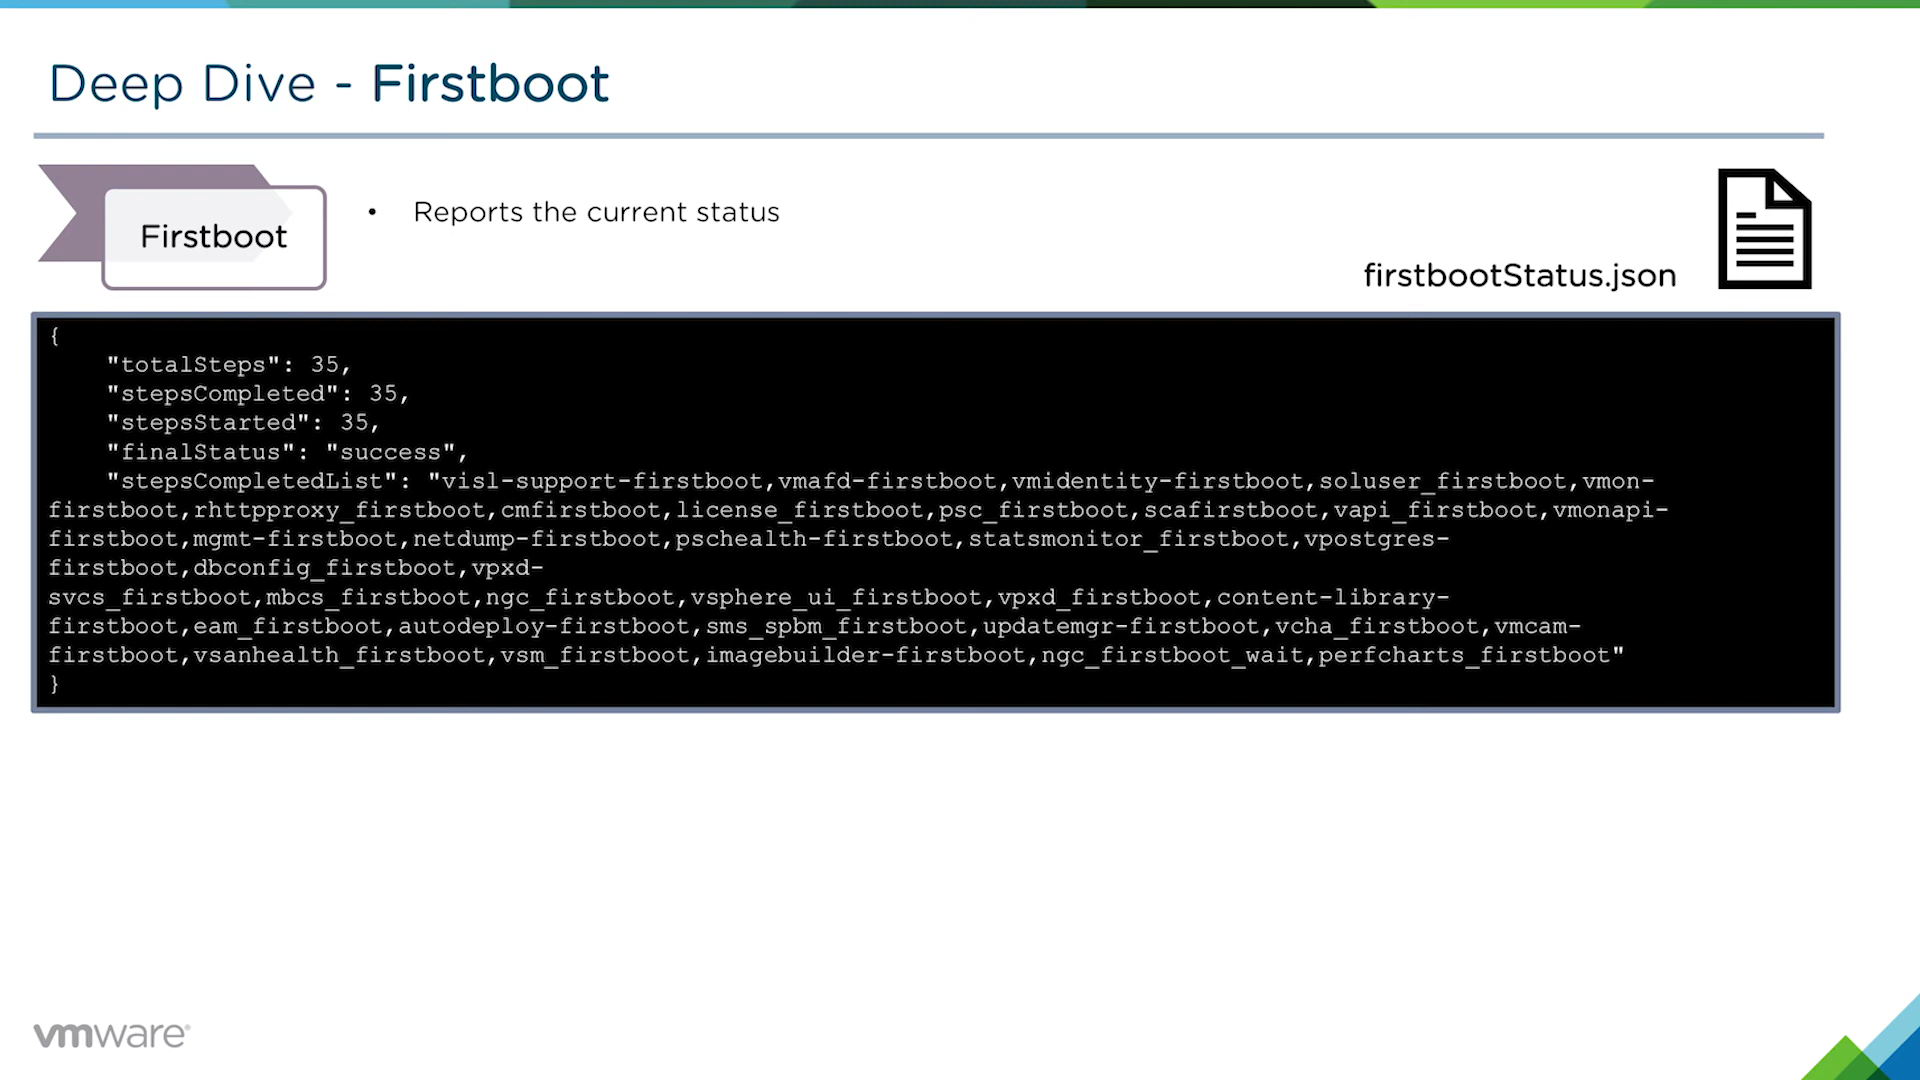 Deep Dive - Firstboot
Firstboot
• Reports the current status
firstbootStatus.json
{
    "totalSteps": 35,
    "stepsCompleted": 35,
    "stepsStarted": 35,
    "finalStatus": "success",
    "stepsCompletedList": "visl-support-firstboot,vmafd-firstboot,vmidentity-firstboot,soluser_firstboot,vmon-
firstboot,rhttpproxy_firstboot,cmfirstboot,license_firstboot,psc_firstboot,scafirstboot,vapi_firstboot,vmonapi-
firstboot,mgmt-firstboot,netdump-firstboot,pschealth-firstboot,statsmonitor_firstboot,vpostgres-
firstboot,dbconfig_firstboot,vpxd-
svcs_firstboot,mbcs_firstboot,ngc_firstboot,vsphere_ui_firstboot,vpxd_firstboot,content-library-
firstboot,eam_firstboot,autodeploy-firstboot,sms_spbm_firstboot,updatemgr-firstboot,vcha_firstboot,vmcam-
firstboot,vsanhealth_firstboot,vsm_firstboot,imagebuilder-firstboot,ngc_firstboot_wait,perfcharts_firstboot"
}
vmware®